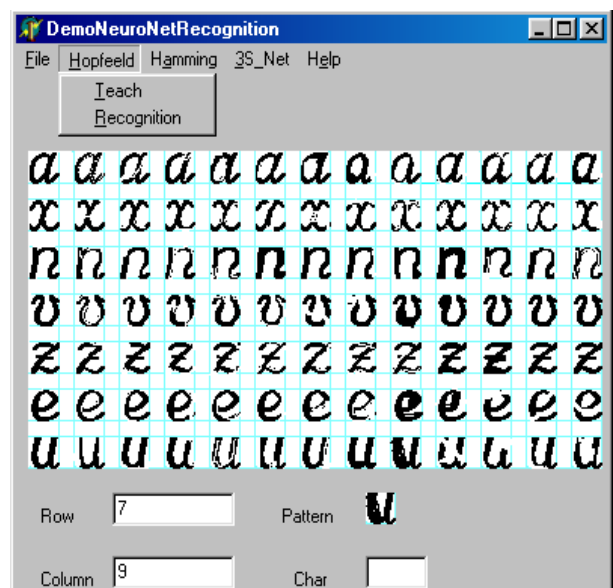 DemoNeuroNetRecognition
File Hopfeeld Hamming 3S_Net Help
Teach
Recognition
a a a a a a a a a a a a a
x x x x x x x x x x x x x
n n n n n n n n n n n n n
v v v v v v v v v v v v v
z z z z z z z z z z z z z
e e e e e e e e e e e e e
u u u u u u u u u u u u u
Row 7 Pattern u
Column 9 Char